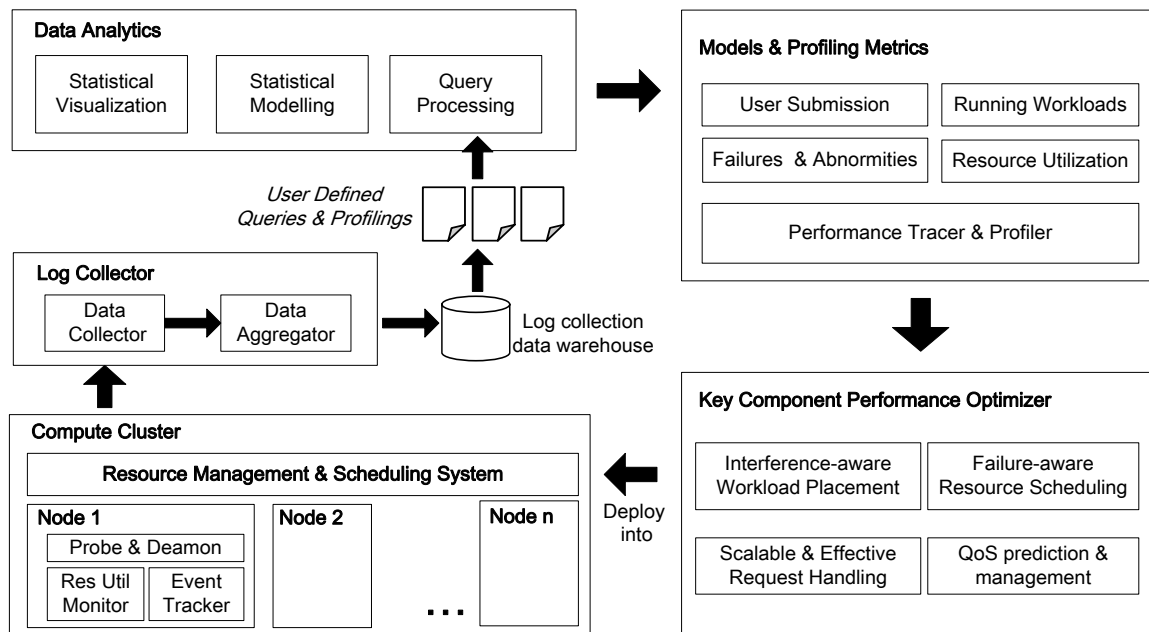 Data Analytics
Statistical
Visualization
Statistical
Modelling
Query
Processing
User Defined
Queries & Profilings
Log Collector
Data
Collector
Data
Aggregator
Log collection
data warehouse
Compute Cluster
Resource Management & Scheduling System
Node 1
Probe & Deamon
Res Util
Monitor
Event
Tracker
Node 2
...
Node n
Models & Profiling Metrics
User Submission
Running Workloads
Failures & Abnormities
Resource Utilization
Performance Tracer & Profiler
Key Component Performance Optimizer
Interference-aware
Workload Placement
Failure-aware
Resource Scheduling
Scalable & Effective
Request Handling
QoS prediction &
management
Deploy
into